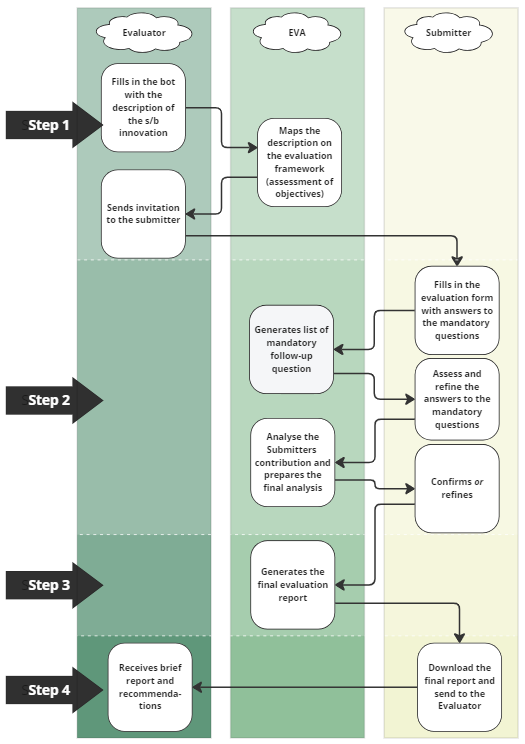 Evaluator
EVA
Submitter
Step 1
Fills in the bot
with the
description of
the s/b
innovation
Maps the
description on
the evaluation
framework
(assessment of
objectives)
Sends invitation
to the submitter
Step 2
Fills in the
evaluation form
with answers to
the mandatory
questions
Generates list of
mandatory
follow-up
question
Assess and
refine the
answers to the
mandatory
questions
Analyse the
Submitters
contribution and
prepares the
final analysis
Confirms or
refines
Step 3
Generates the
final evaluation
report
Step 4
Download the
final report and
send to the
Evaluator
Receives brief
report and
recommenda-
tions